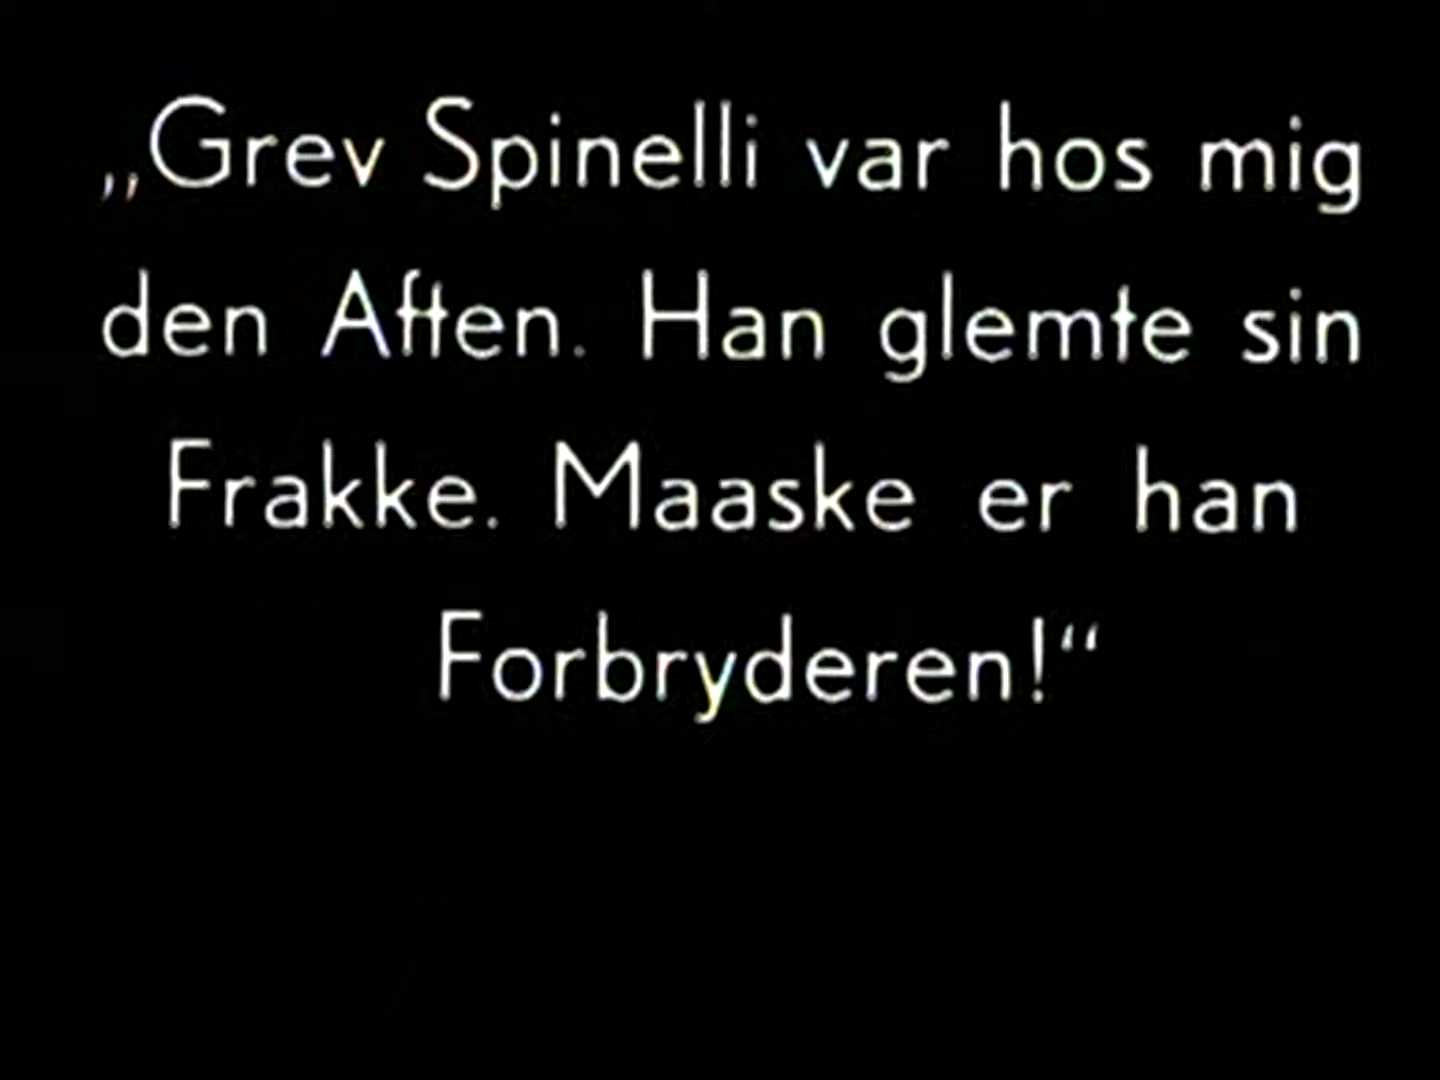 „Grev Spinelli var hos mig
den Aften. Han glemte sin
Frakke. Maaske er han
Forbryderen!“